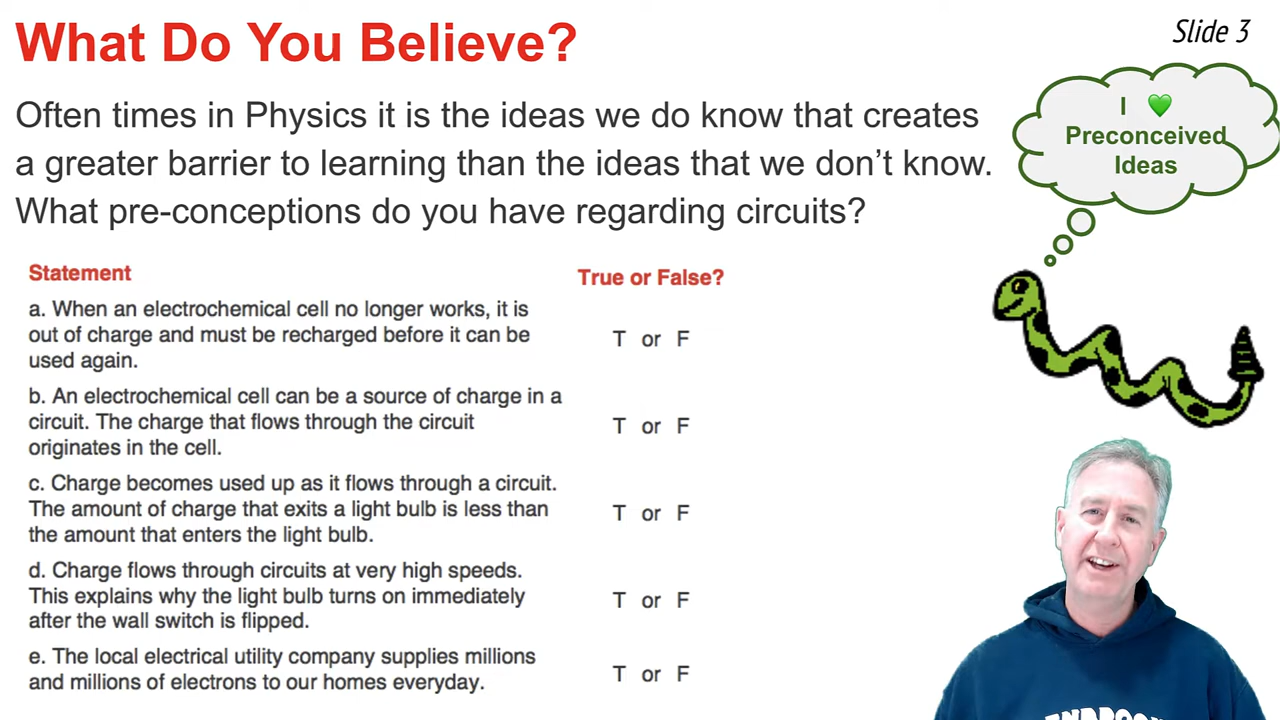 What Do You Believe?
Slide 3
Often times in Physics it is the ideas we do know that creates
a greater barrier to learning than the ideas that we don't know.
What pre-conceptions do you have regarding circuits?
I 💚
Preconceived
Ideas
Statement
True or False?
a. When an electrochemical cell no longer works, it is
out of charge and must be recharged before it can be
used again.
T or F
b. An electrochemical cell can be a source of charge in a
circuit. The charge that flows through the circuit
originates in the cell.
T or F
c. Charge becomes used up as it flows through a circuit.
The amount of charge that exits a light bulb is less than
the amount that enters the light bulb.
T or F
d. Charge flows through circuits at very high speeds.
This explains why the light bulb turns on immediately
after the wall switch is flipped.
T or F
e. The local electrical utility company supplies millions
and millions of electrons to our homes everyday.
T or F